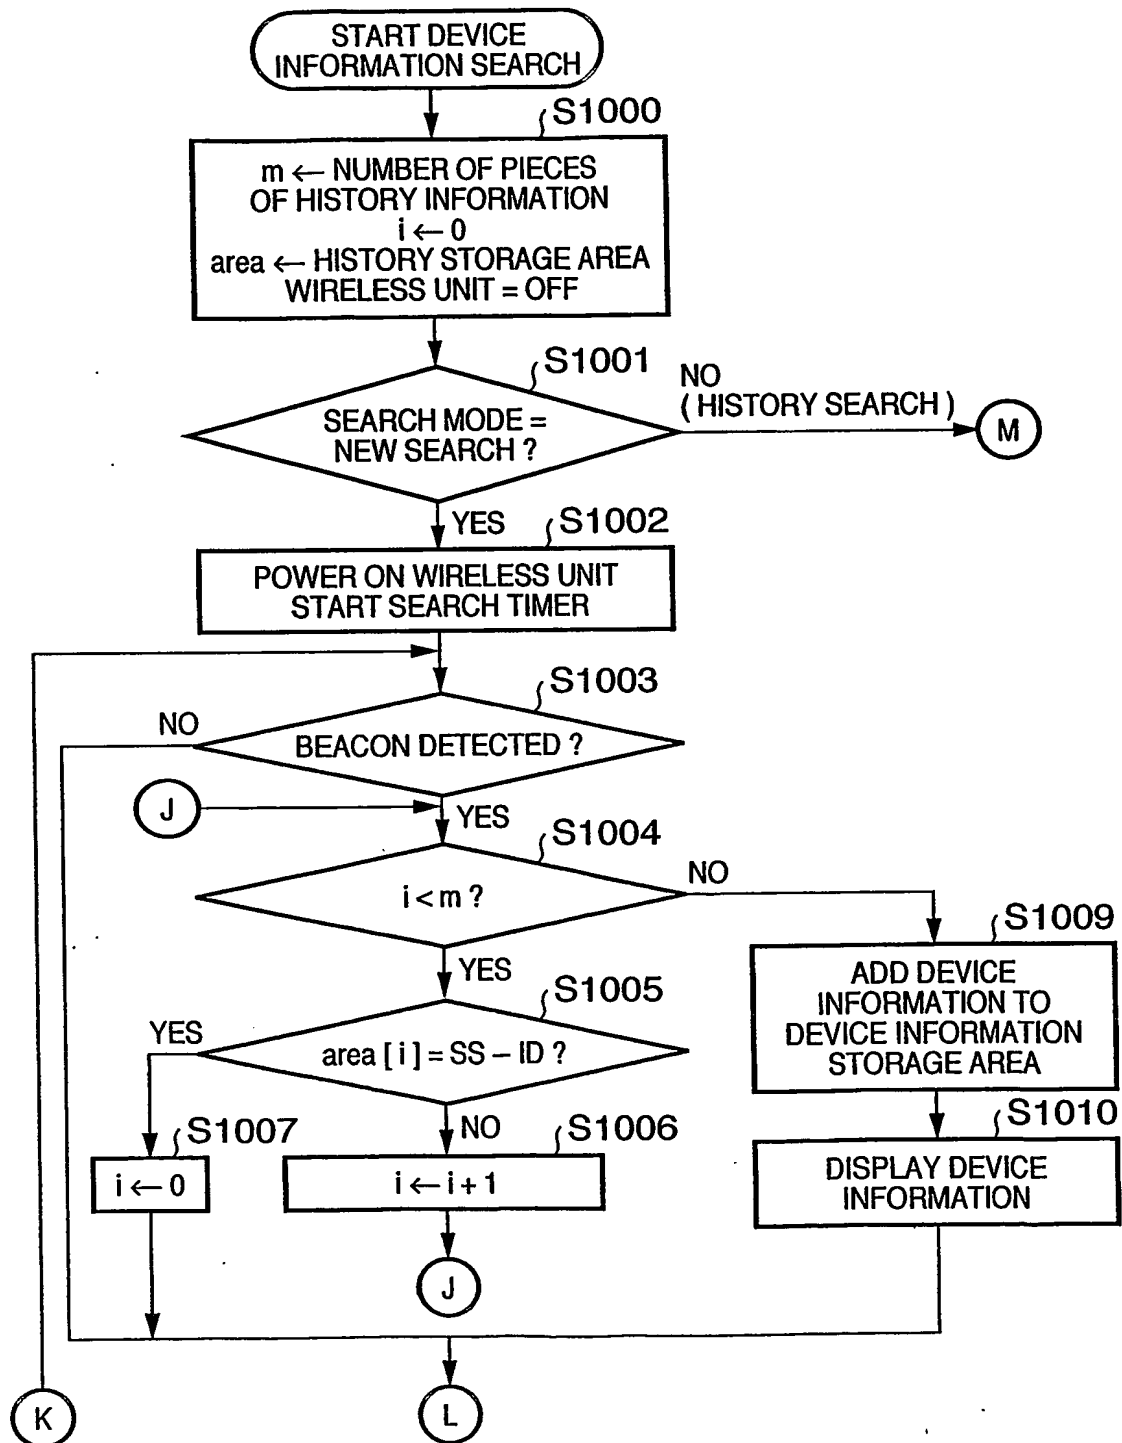 START DEVICE
INFORMATION SEARCH
S1000
m ← NUMBER OF PIECES
OF HISTORY INFORMATION
i ← 0
area ← HISTORY STORAGE AREA
WIRELESS UNIT = OFF
S1001
NO
( HISTORY SEARCH )
SEARCH MODE =
NEW SEARCH ?
M
YES
S1002
POWER ON WIRELESS UNIT
START SEARCH TIMER
S1003
NO
BEACON DETECTED ?
J
YES
S1004
NO
i < m ?
S1009
YES
ADD DEVICE
INFORMATION TO
DEVICE INFORMATION
STORAGE AREA
S1005
YES
area [ i ] = SS – ID ?
S1010
NO
S1007
S1006
DISPLAY DEVICE
INFORMATION
i ← 0
i ← i + 1
J
K
L